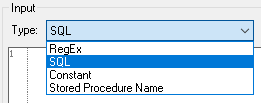 Input
Type: SQL
RegEx
1 SQL
Constant
Stored Procedure Name